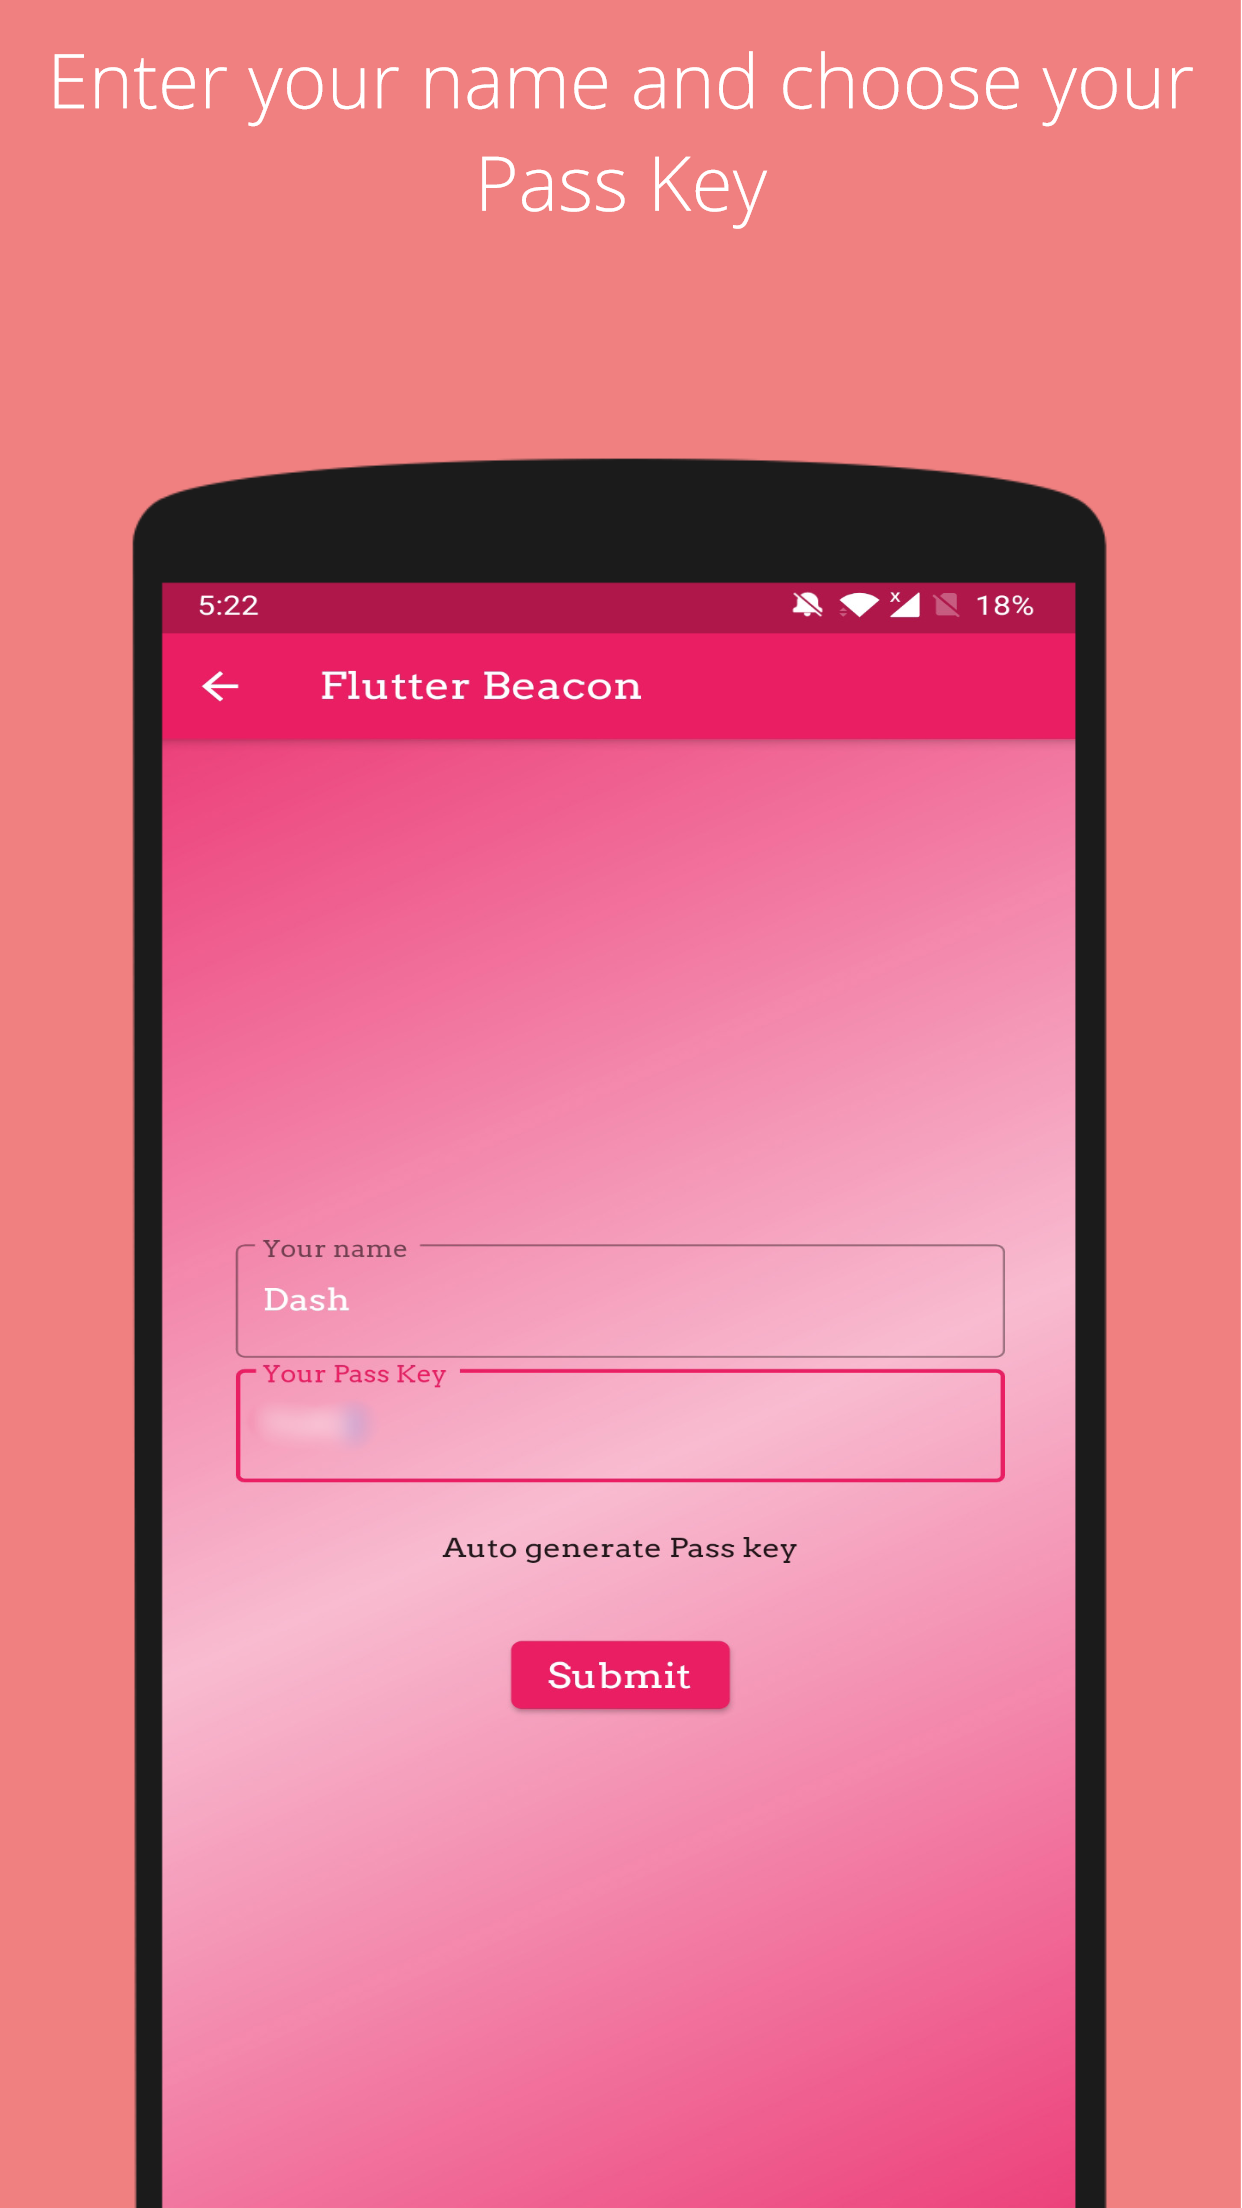 Enter your name and choose your
Pass Key
5:22
x
18%
Flutter Beacon
Your name
Dash
Your Pass Key
Auto generate Pass key
Submit